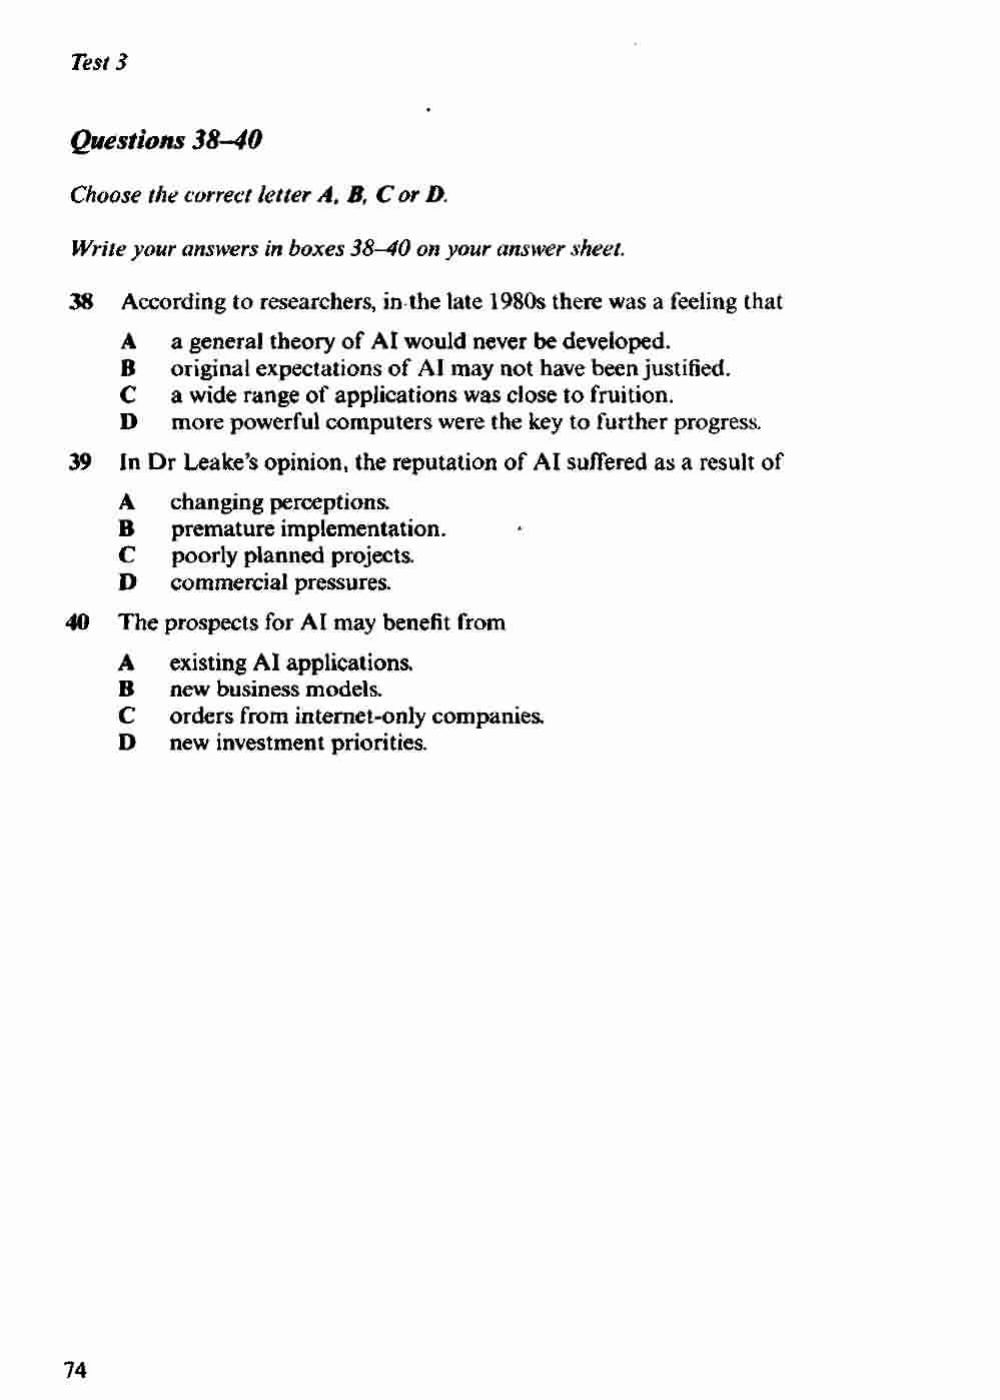 Test 3
Questions 38–40
Choose the correct letter A, B, C or D.
Write your answers in boxes 38–40 on your answer sheet.
38 According to researchers, in the late 1980s there was a feeling that
A a general theory of AI would never be developed.
B original expectations of AI may not have been justified.
C a wide range of applications was close to fruition.
D more powerful computers were the key to further progress.
39 In Dr Leake's opinion, the reputation of AI suffered as a result of
A changing perceptions.
B premature implementation.
C poorly planned projects.
D commercial pressures.
40 The prospects for AI may benefit from
A existing AI applications.
B new business models.
C orders from internet-only companies.
D new investment priorities.
74